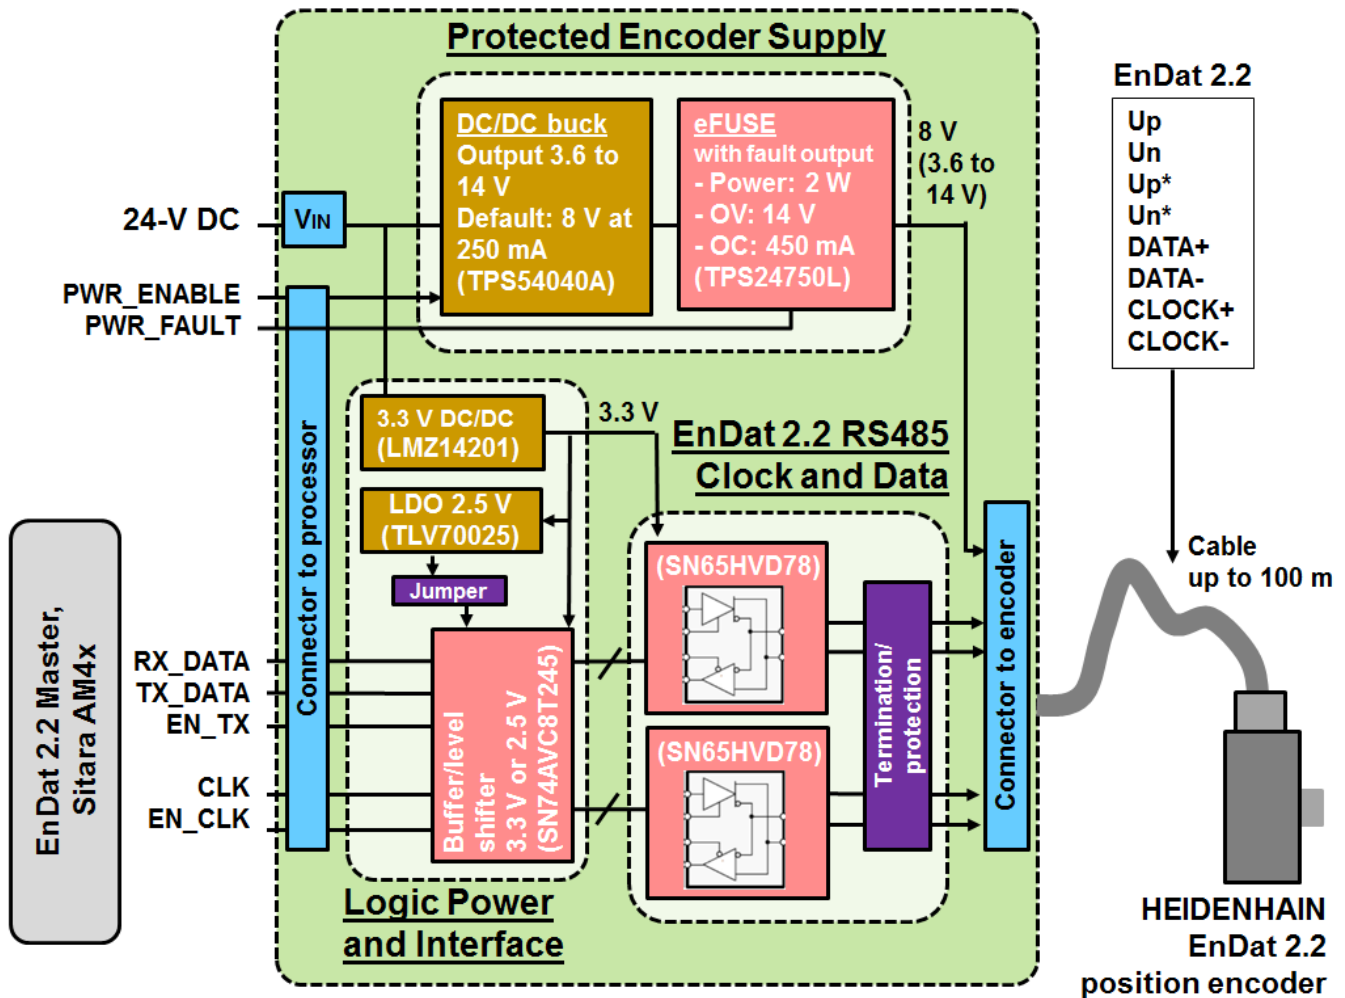 Protected Encoder Supply
DC/DC buck
Output 3.6 to
14 V
Default: 8 V at
250 mA
(TPS54040A)
eFUSE
with fault output
- Power: 2 W
- OV: 14 V
- OC: 450 mA
(TPS24750L)
8 V
(3.6 to
14 V)
EnDat 2.2
Up
Un
Up*
Un*
DATA+
DATA-
CLOCK+
CLOCK-
24-V DC
VIN
PWR_ENABLE
PWR_FAULT
Connector to processor
3.3 V DC/DC
(LMZ14201)
3.3 V
LDO 2.5 V
(TLV70025)
Jumper
EnDat 2.2 RS485
Clock and Data
EnDat 2.2 Master,
Sitara AM4x
RX_DATA
TX_DATA
EN_TX
CLK
EN_CLK
Buffer/level
shifter
3.3 V or 2.5 V
(SN74AVC8T245)
(SN65HVD78)
(SN65HVD78)
Termination/
protection
Connector to encoder
Cable
up to 100 m
Logic Power
and Interface
HEIDENHAIN
EnDat 2.2
position encoder